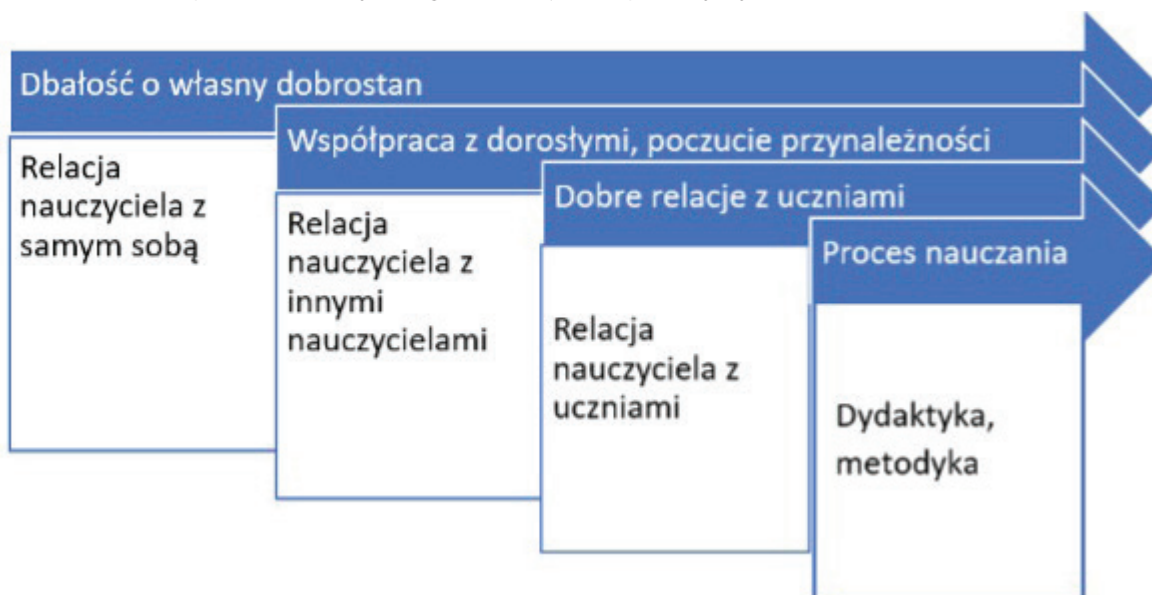 Dbałość o własny dobrostan
Relacja
nauczyciela z
samym sobą
Współpraca z dorosłymi, poczucie przynależności
Relacja
nauczyciela z
innymi
nauczycielami
Dobre relacje z uczniami
Relacja
nauczyciela z
uczniami
Proces nauczania
Dydaktyka,
metodyka